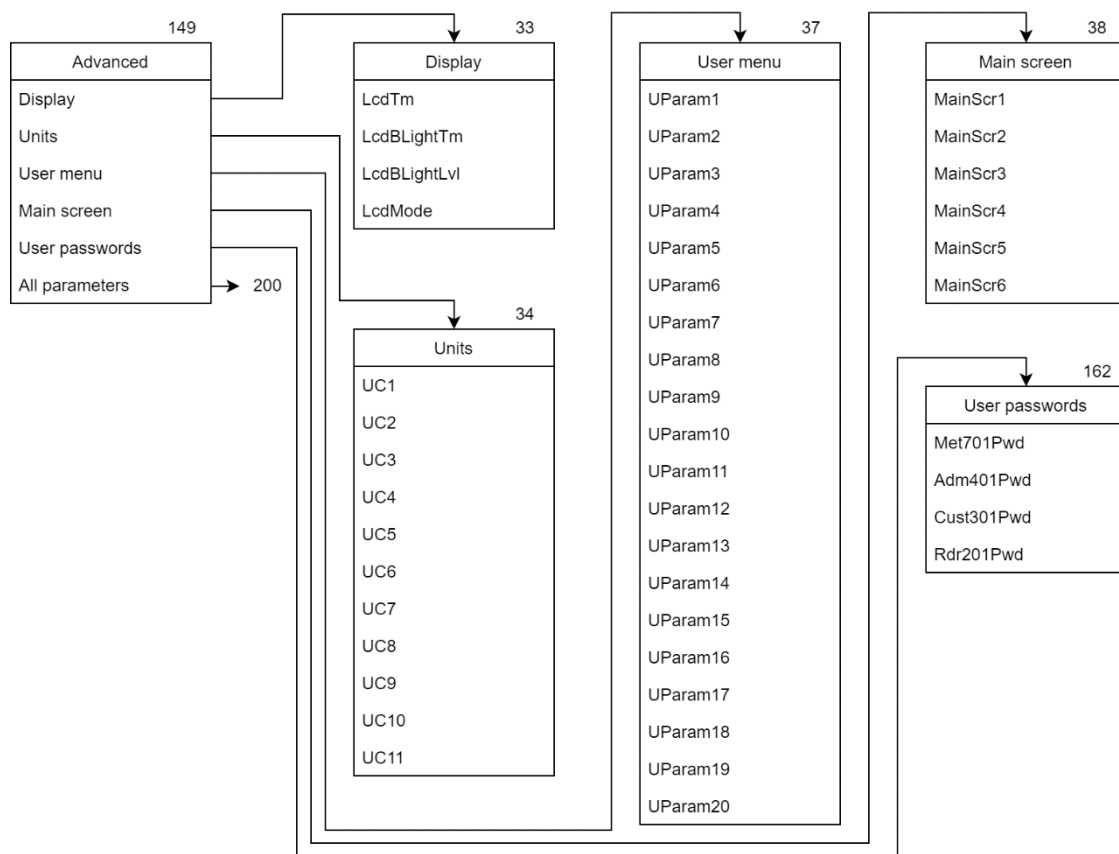 149
Advanced
Display
Units
User menu
Main screen
User passwords
All parameters
200
33
Display
LcdTm
LcdBLightTm
LcdBLightLvl
LcdMode
34
Units
UC1
UC2
UC3
UC4
UC5
UC6
UC7
UC8
UC9
UC10
UC11
37
User menu
UParam1
UParam2
UParam3
UParam4
UParam5
UParam6
UParam7
UParam8
UParam9
UParam10
UParam11
UParam12
UParam13
UParam14
UParam15
UParam16
UParam17
UParam18
UParam19
UParam20
38
Main screen
MainScr1
MainScr2
MainScr3
MainScr4
MainScr5
MainScr6
162
User passwords
Met701Pwd
Adm401Pwd
Cust301Pwd
Rdr201Pwd